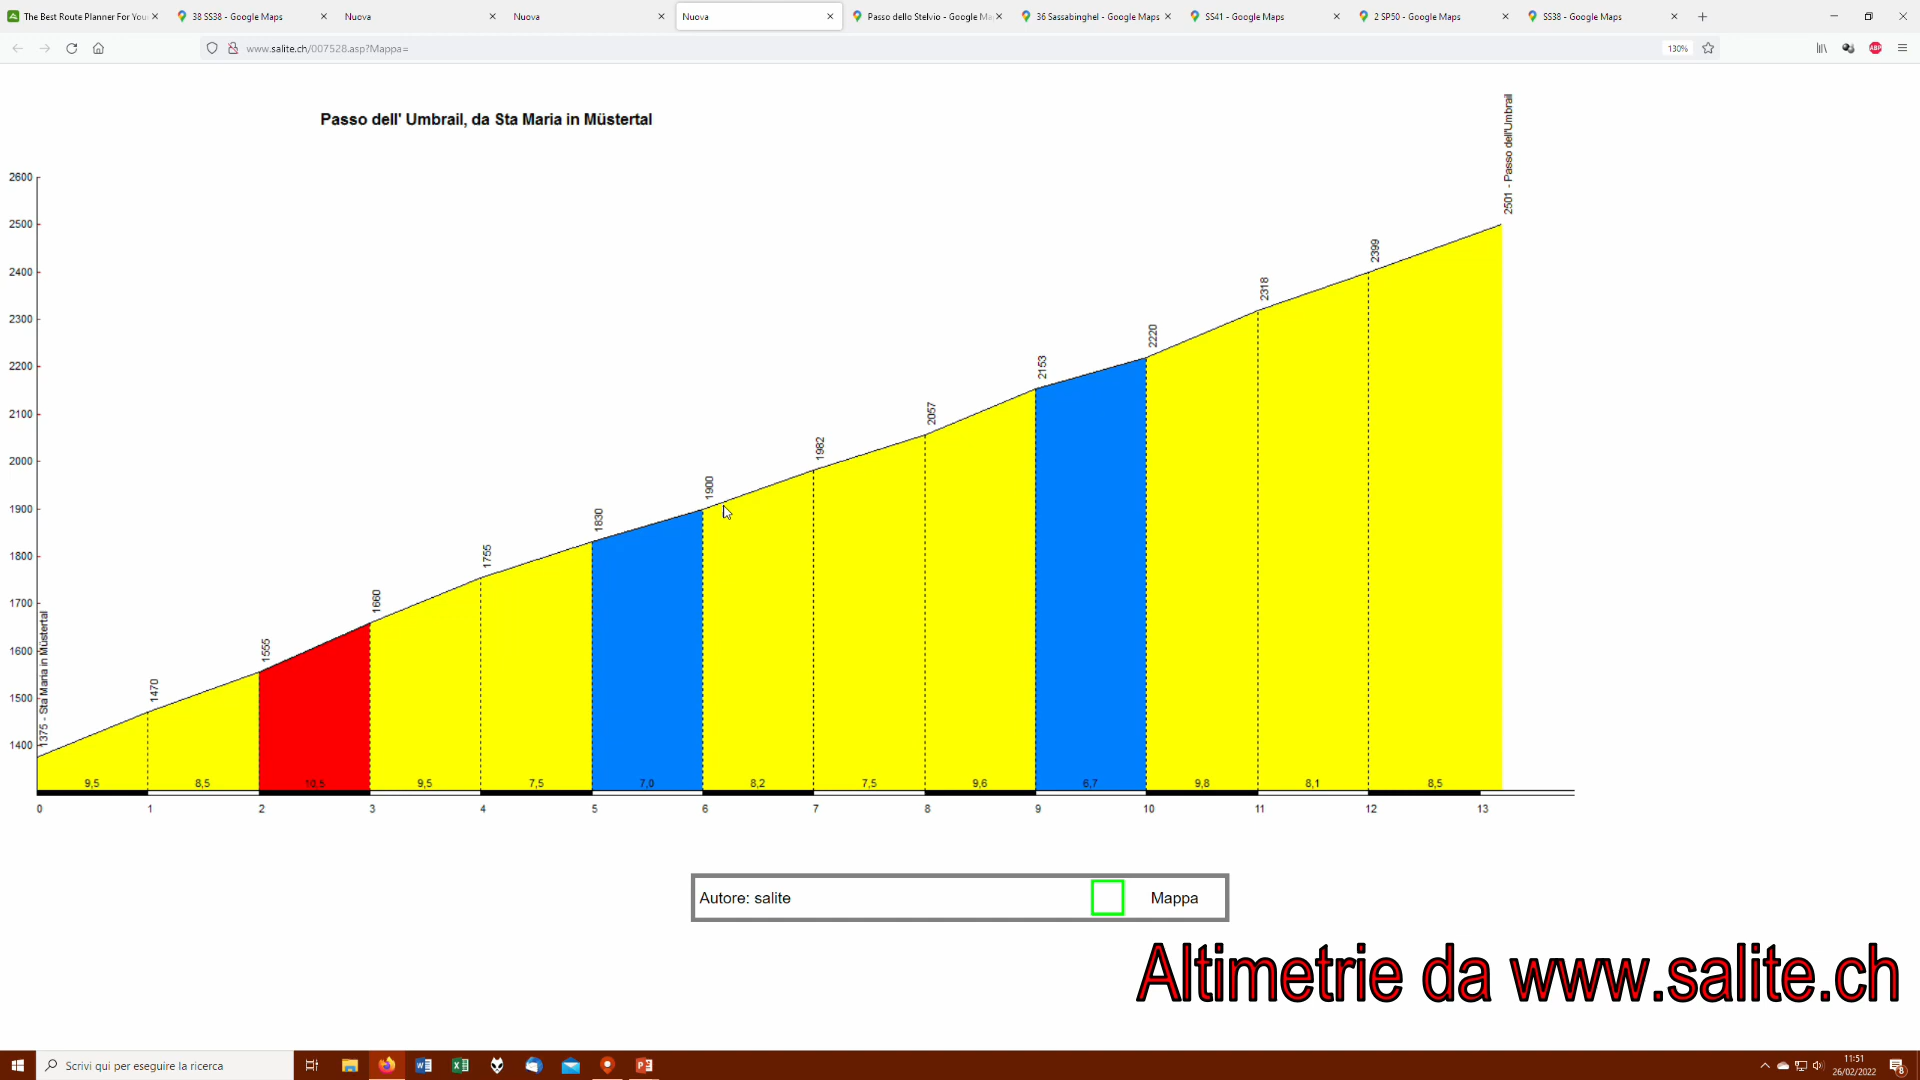 The Best Route Planner For You
38 SS38 - Google Maps
Nuova
Nuova
Nuova
Passo dello Stelvio - Google Ma
36 Sassabinghel - Google Maps
SS41 - Google Maps
2 SP50 - Google Maps
SS38 - Google Maps
www.salite.ch/007528.asp?Mappa=
130%
ABP
Passo dell' Umbrail, da Sta Maria in Müstertal
2501 - Passo dell'Umbrail
2600
2500
2400
2300
2200
2100
2000
1900
1800
1700
1600
1500
1400
1375 - Sta Maria in Müstertal
1470
1555
1660
1755
1830
1900
1982
2057
2153
2220
2318
2399
9,5 8,5 10,5 9,5 7,5 7,0 8,2 7,5 9,6 6,7 9,8 8,1 8,5
0 1 2 3 4 5 6 7 8 9 10 11 12 13
Autore: salite Mappa
Altimetrie da www.salite.ch
Scrivi qui per eseguire la ricerca
11:51
26/02/2022
8